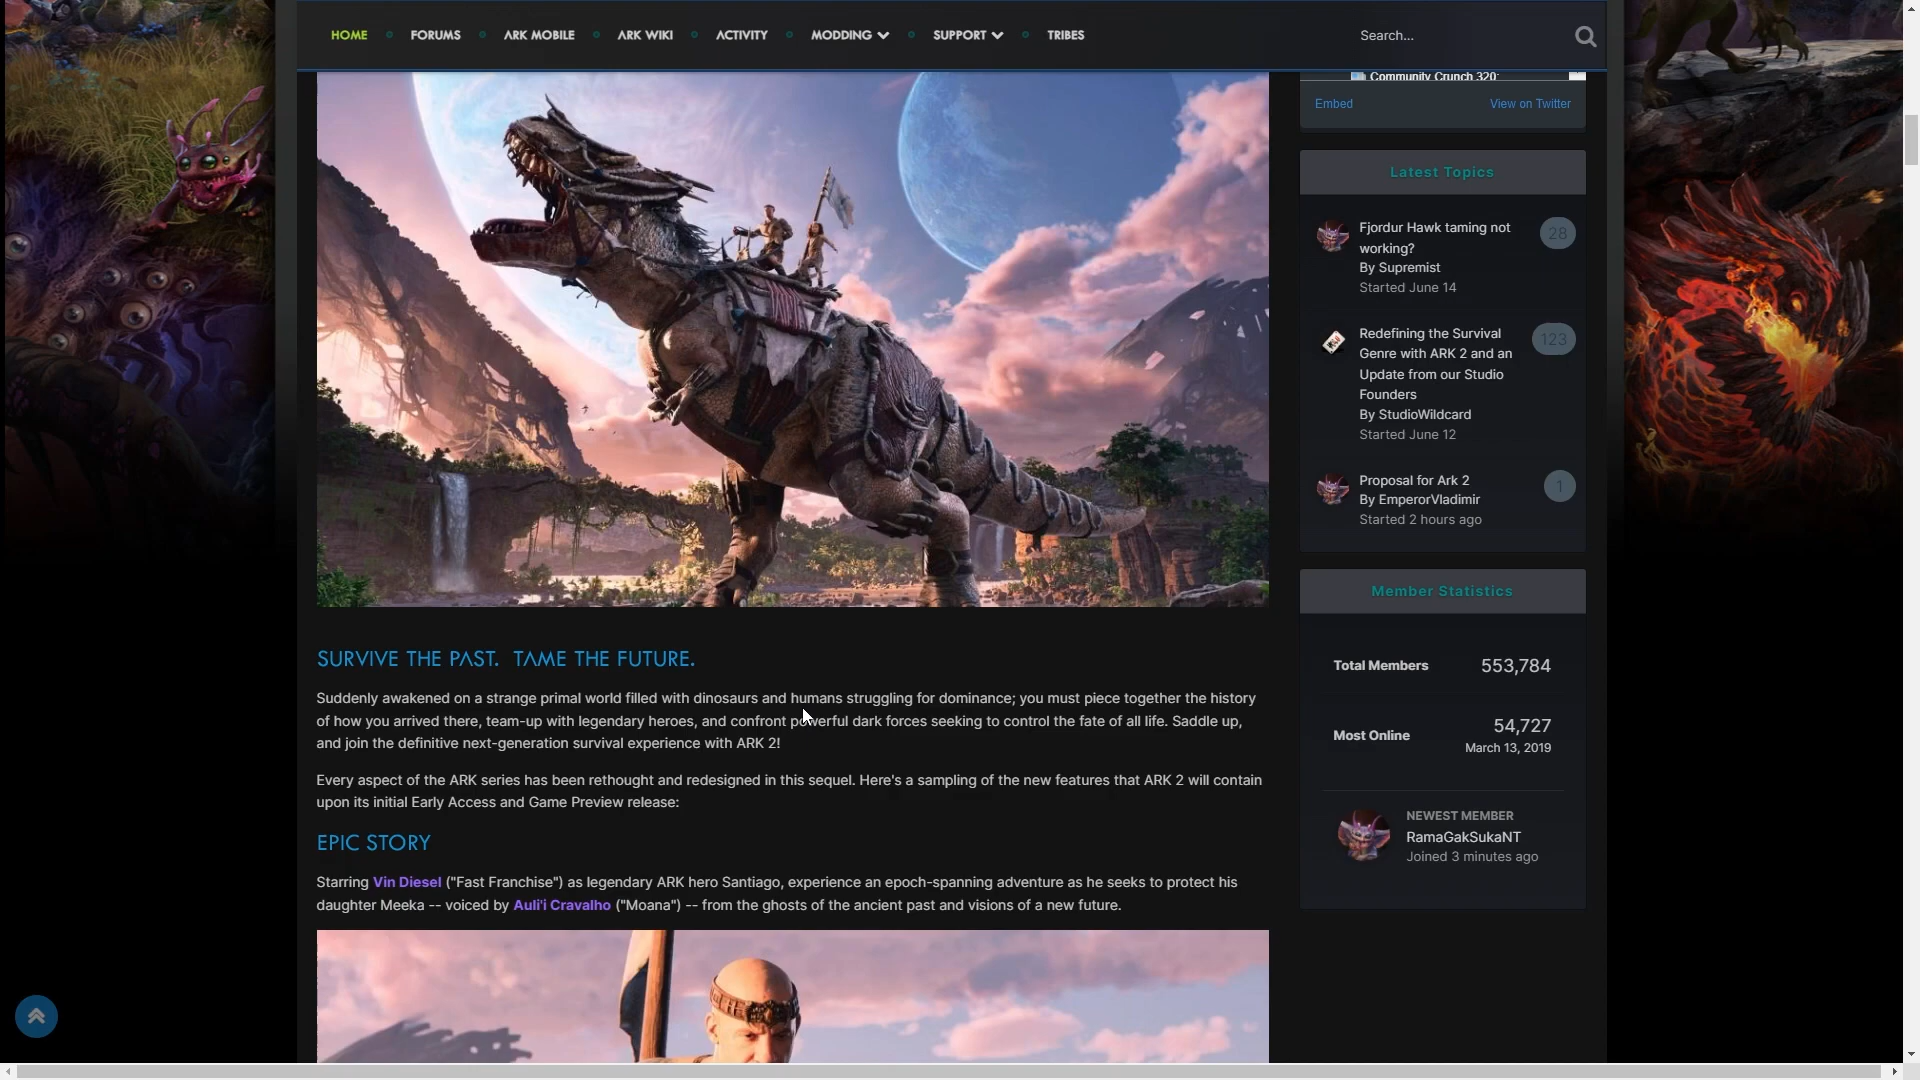 HOME
FORUMS
ARK MOBILE
ARK WIKI
ACTIVITY
MODDING
SUPPORT
TRIBES
Search...
Community Crunch 320:
Embed
View on Twitter
Latest Topics
Fjordur Hawk taming not
working?
28
By Supremist
Started June 14
Redefining the Survival
Genre with ARK 2 and an
Update from our Studio
Founders
123
By StudioWildcard
Started June 12
Proposal for Ark 2
1
By EmperorVladimir
Started 2 hours ago
Member Statistics
Total Members
553,784
Most Online
54,727
March 13, 2019
NEWEST MEMBER
RamaGakSukaNT
Joined 3 minutes ago
SURVIVE THE PAST. TAME THE FUTURE.
Suddenly awakened on a strange primal world filled with dinosaurs and humans struggling for dominance; you must piece together the history
of how you arrived there, team-up with legendary heroes, and confront powerful dark forces seeking to control the fate of all life. Saddle up,
and join the definitive next-generation survival experience with ARK 2!
Every aspect of the ARK series has been rethought and redesigned in this sequel. Here's a sampling of the new features that ARK 2 will contain
upon its initial Early Access and Game Preview release:
EPIC STORY
Starring Vin Diesel ("Fast Franchise") as legendary ARK hero Santiago, experience an epoch-spanning adventure as he seeks to protect his
daughter Meeka -- voiced by Auli'i Cravalho ("Moana") -- from the ghosts of the ancient past and visions of a new future.